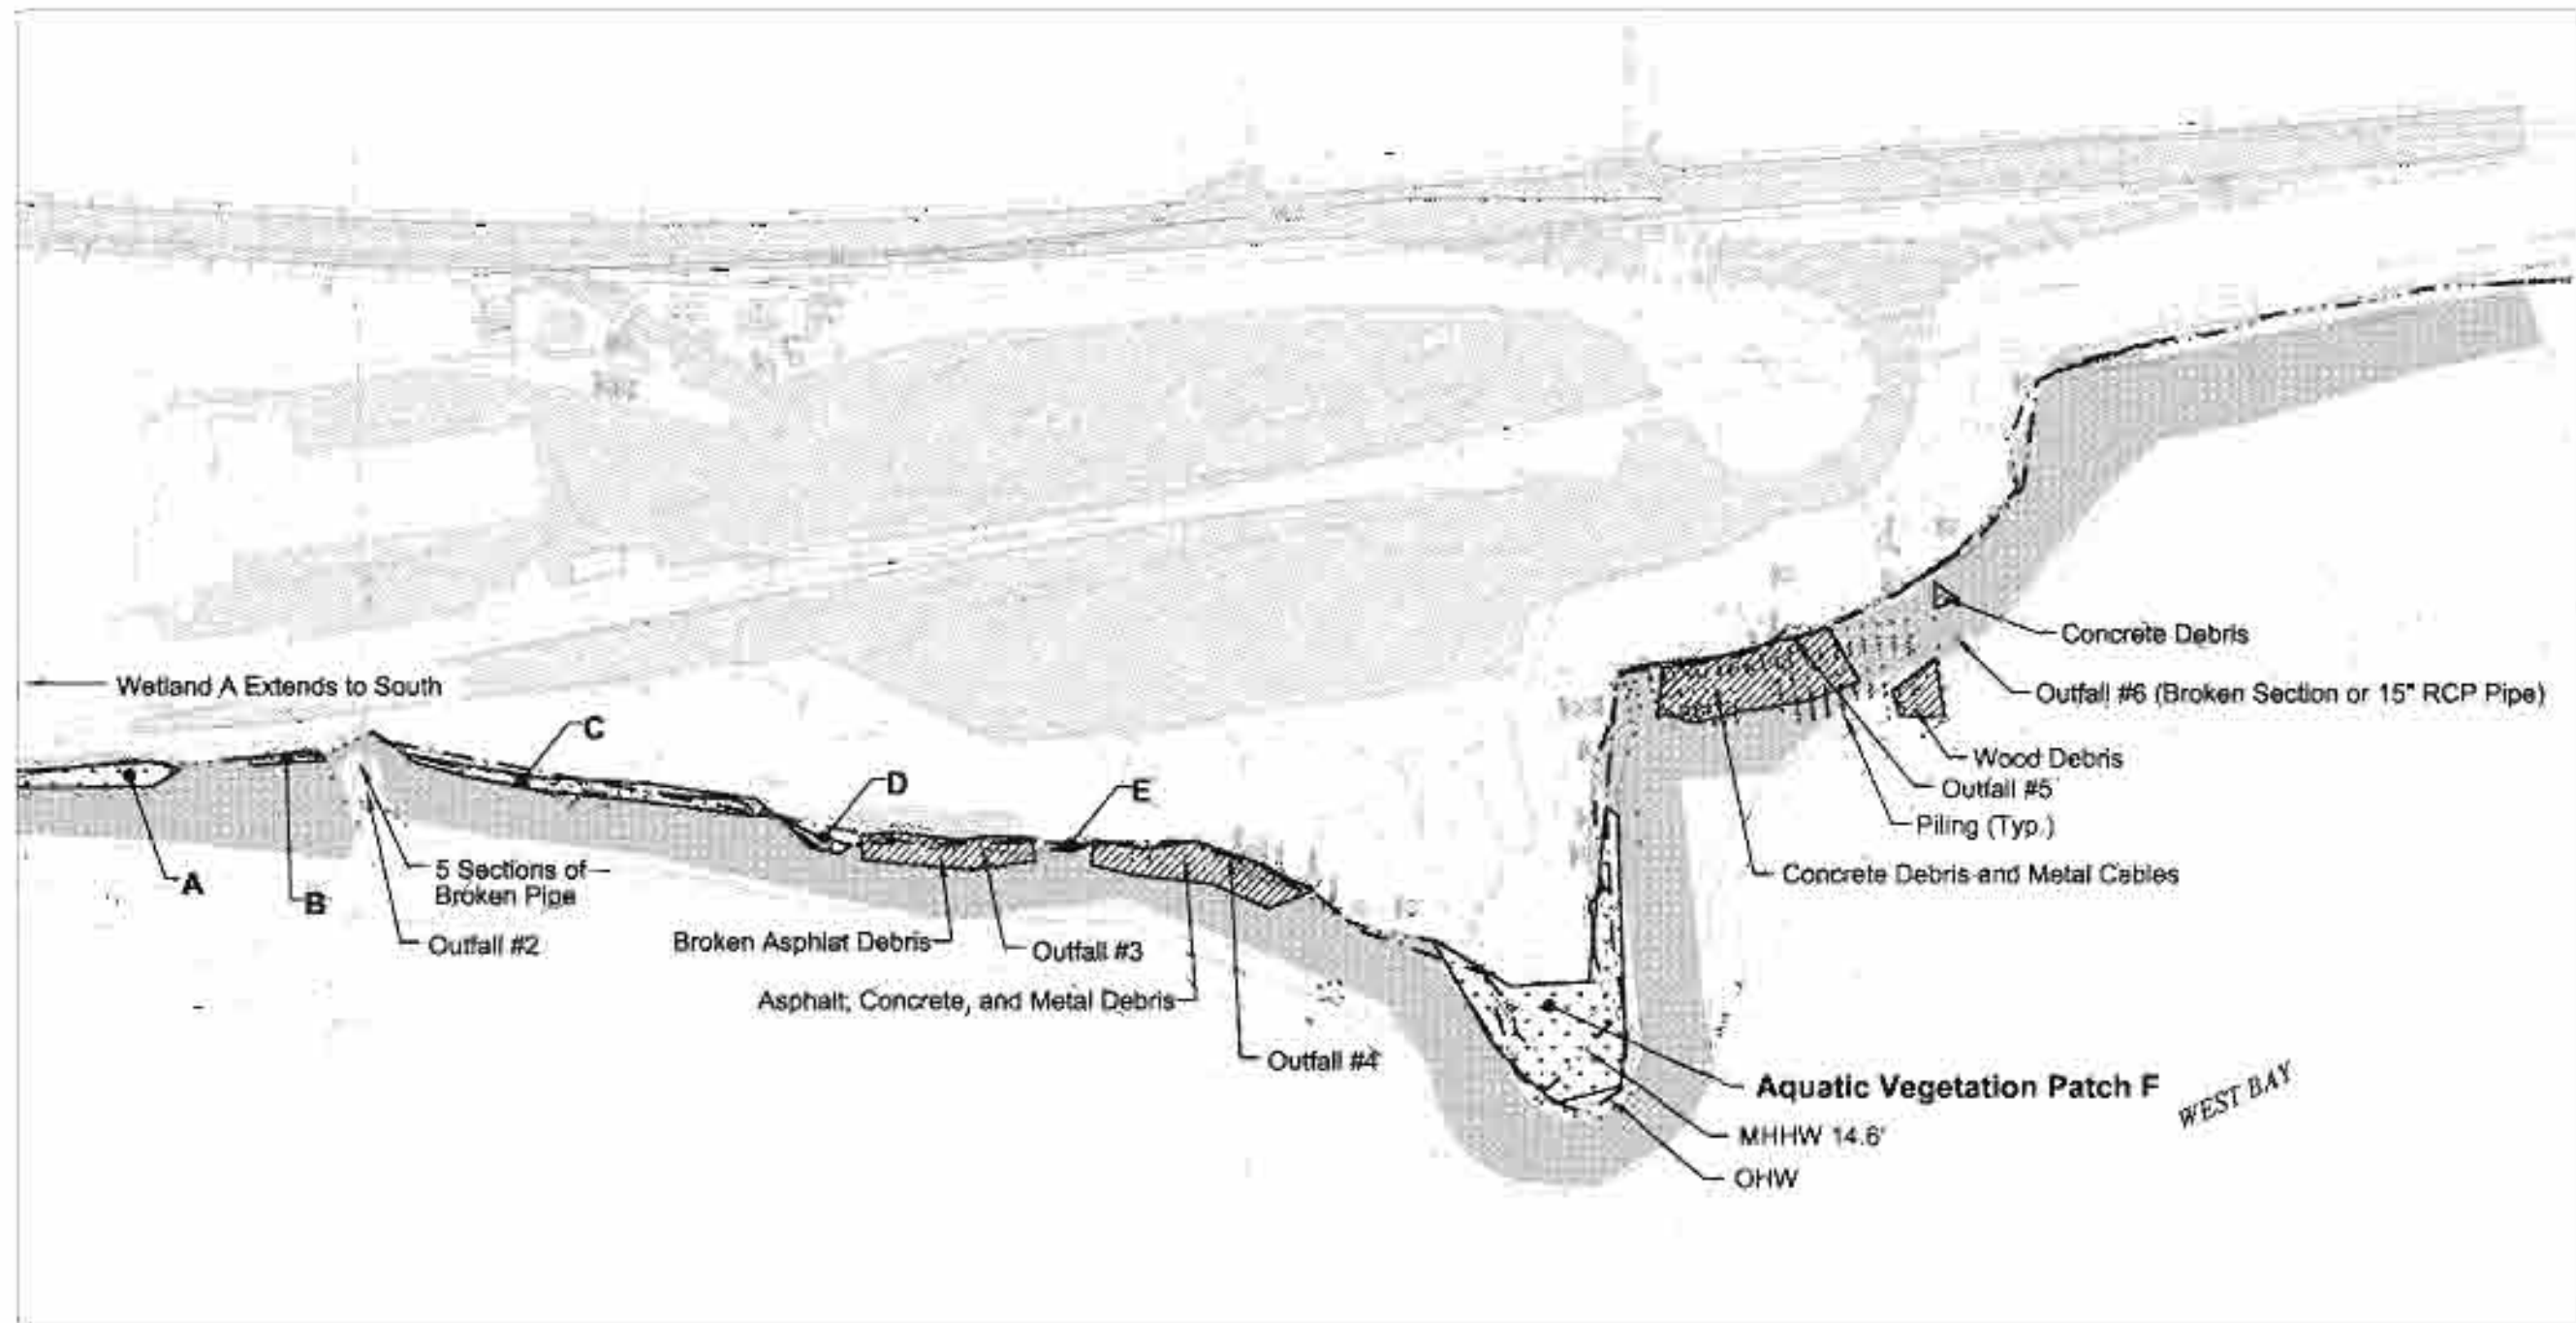 Wetland A Extends to South
C
D
E
A
B
5 Sections of
Broken Pipe
Outfall #2
Broken Asphlat Debris
Outfall #3
Asphalt, Concrete, and Metal Debris
Outfall #4
Concrete Debris
Outfall #6 (Broken Section or 15" RCP Pipe)
Wood Debris
Outfall #5
Piling (Typ.)
Concrete Debris and Metal Cables
Aquatic Vegetation Patch F
MHHW 14.6'
OHW
WEST BAY